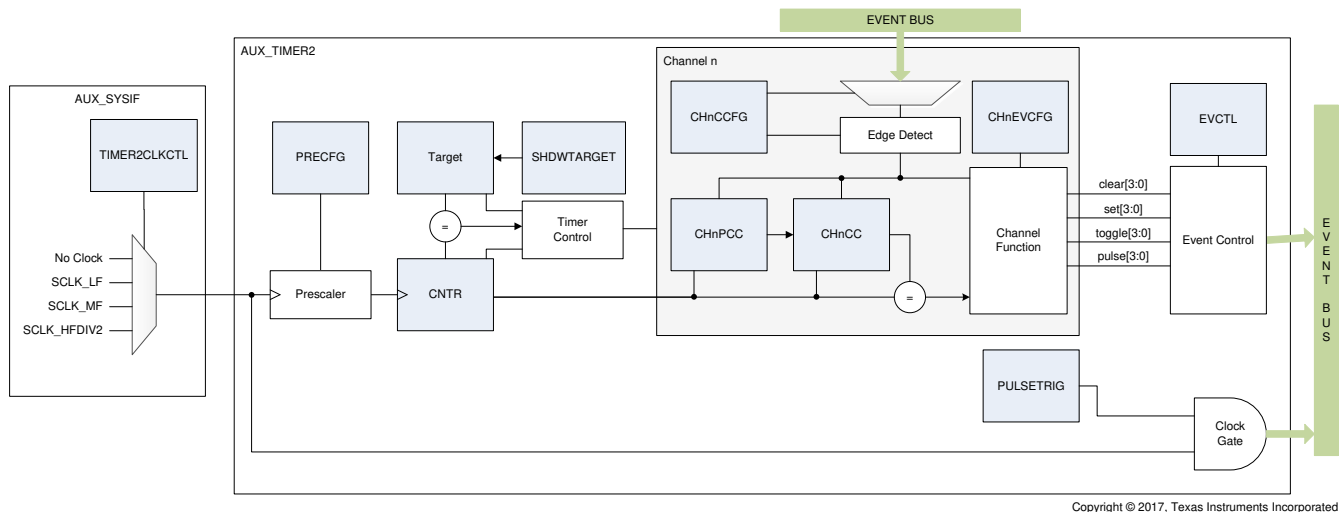 EVENT BUS
AUX_TIMER2
Channel n
AUX_SYSIF
TIMER2CLKCTL
No Clock
SCLK_LF
SCLK_MF
SCLK_HFDIV2
PRECFG
Prescaler
Target
SHDWTARGET
=
Timer
Control
CNTR
CHnCCFG
Edge Detect
CHnEVCFG
CHnPCC
CHnCC
=
Channel
Function
clear[3:0]
set[3:0]
toggle[3:0]
pulse[3:0]
EVCTL
Event Control
PULSETRIG
Clock
Gate
E
V
E
N
T
B
U
S
Copyright © 2017, Texas Instruments Incorporated